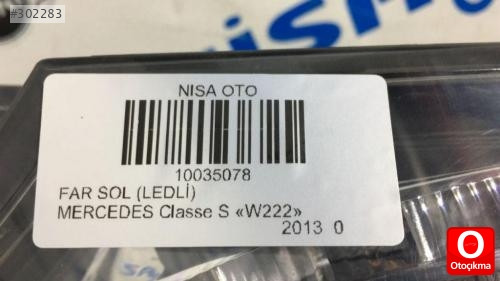 #302283
NISA OTO
10035078
FAR SOL (LEDLİ)
MERCEDES Classe S «W222»
2013 0
Otoçıkma